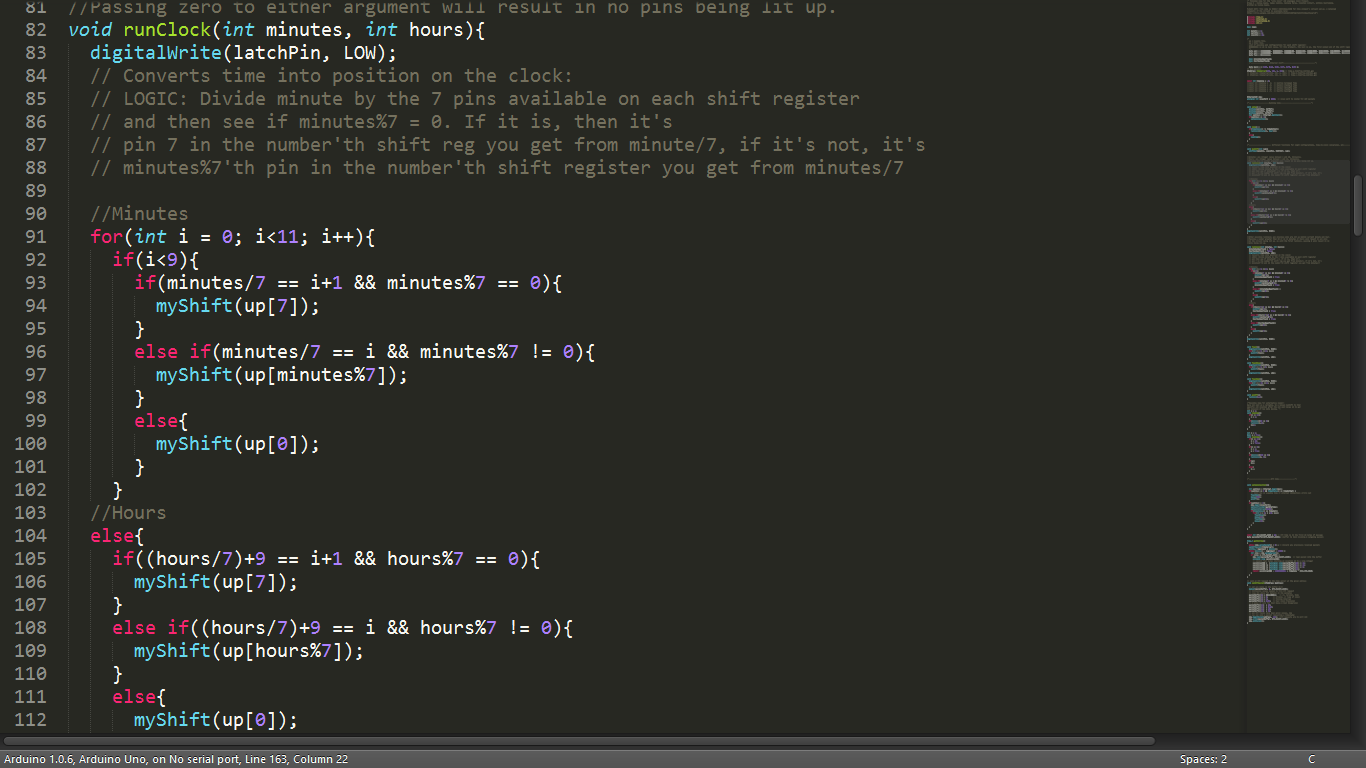 81 //Passing zero to either argument will result in no pins being lit up.
82 void runClock(int minutes, int hours){
83 digitalWrite(latchPin, LOW);
84 // Converts time into position on the clock:
85 // LOGIC: Divide minute by the 7 pins available on each shift register
86 // and then see if minutes%7 = 0. If it is, then it's
87 // pin 7 in the number'th shift reg you get from minute/7, if it's not, it's
88 // minutes%7'th pin in the number'th shift register you get from minutes/7
89
90 //Minutes
91 for(int i = 0; i<11; i++){
92 if(i<9){
93 if(minutes/7 == i+1 && minutes%7 == 0){
94 myShift(up[7]);
95 }
96 else if(minutes/7 == i && minutes%7 != 0){
97 myShift(up[minutes%7]);
98 }
99 else{
100 myShift(up[0]);
101 }
102 }
103 //Hours
104 else{
105 if((hours/7)+9 == i+1 && hours%7 == 0){
106 myShift(up[7]);
107 }
108 else if((hours/7)+9 == i && hours%7 != 0){
109 myShift(up[hours%7]);
110 }
111 else{
112 myShift(up[0]);
Arduino 1.0.6, Arduino Uno, on No serial port, Line 163, Column 22 Spaces: 2 C